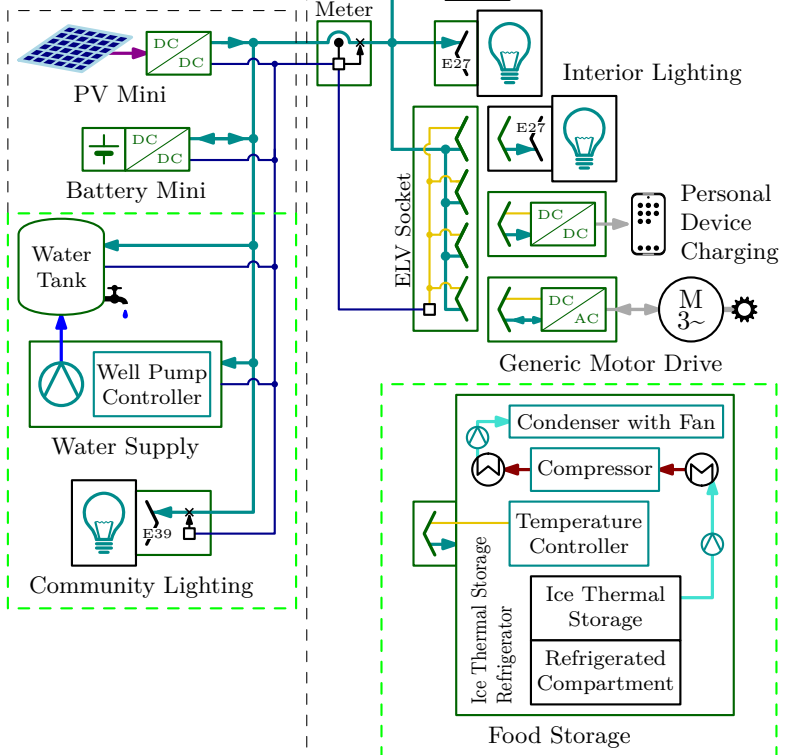 Meter
DC
DC
PV Mini
E27
Interior Lighting
DC
DC
Battery Mini
ELV Socket
E27
DC
DC
Personal
Device
Charging
Water
Tank
DC
AC
M
3~
Generic Motor Drive
Well Pump
Controller
Water Supply
E39
Community Lighting
Condenser with Fan
Compressor
Temperature
Controller
Ice Thermal Storage
Refrigerator
Ice Thermal
Storage
Refrigerated
Compartment
Food Storage